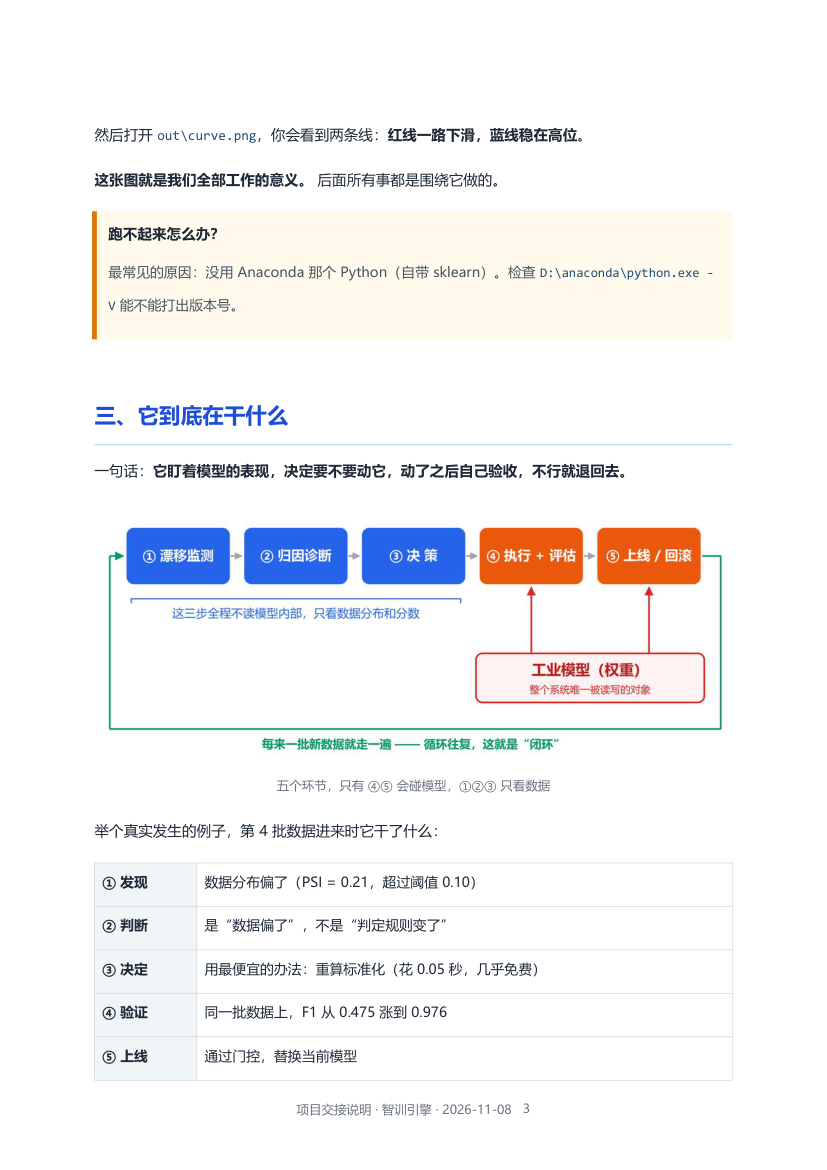 然后打开 out\curve.png，你会看到两条线：红线一路下滑，蓝线稳在高位。
这张图就是我们全部工作的意义。 后面所有事都是围绕它做的。
跑不起来怎么办？
最常见的原因：没用 Anaconda 那个 Python（自带 sklearn）。检查 D:\anaconda\python.exe -
V 能不能打出版本号。
三、它到底在干什么
一句话：它盯着模型的表现，决定要不要动它，动了之后自己验收，不行就退回去。
① 漂移监测
② 归因诊断
③ 决 策
④ 执行 + 评估
⑤ 上线 / 回滚
这三步全程不读模型内部，只看数据分布和分数
工业模型（权重）
整个系统唯一被读写的对象
每来一批新数据就走一遍 —— 循环往复，这就是“闭环”
五个环节，只有 ④⑤ 会碰模型，①②③ 只看数据
举个真实发生的例子，第 4 批数据进来时它干了什么：
① 发现 数据分布偏了（PSI = 0.21，超过阈值 0.10）
② 判断 是“数据偏了”，不是“判定规则变了”
③ 决定 用最便宜的办法：重算标准化（花 0.05 秒，几乎免费）
④ 验证 同一批数据上，F1 从 0.475 涨到 0.976
⑤ 上线 通过门控，替换当前模型
项目交接说明 · 智训引擎 · 2026-11-08 3